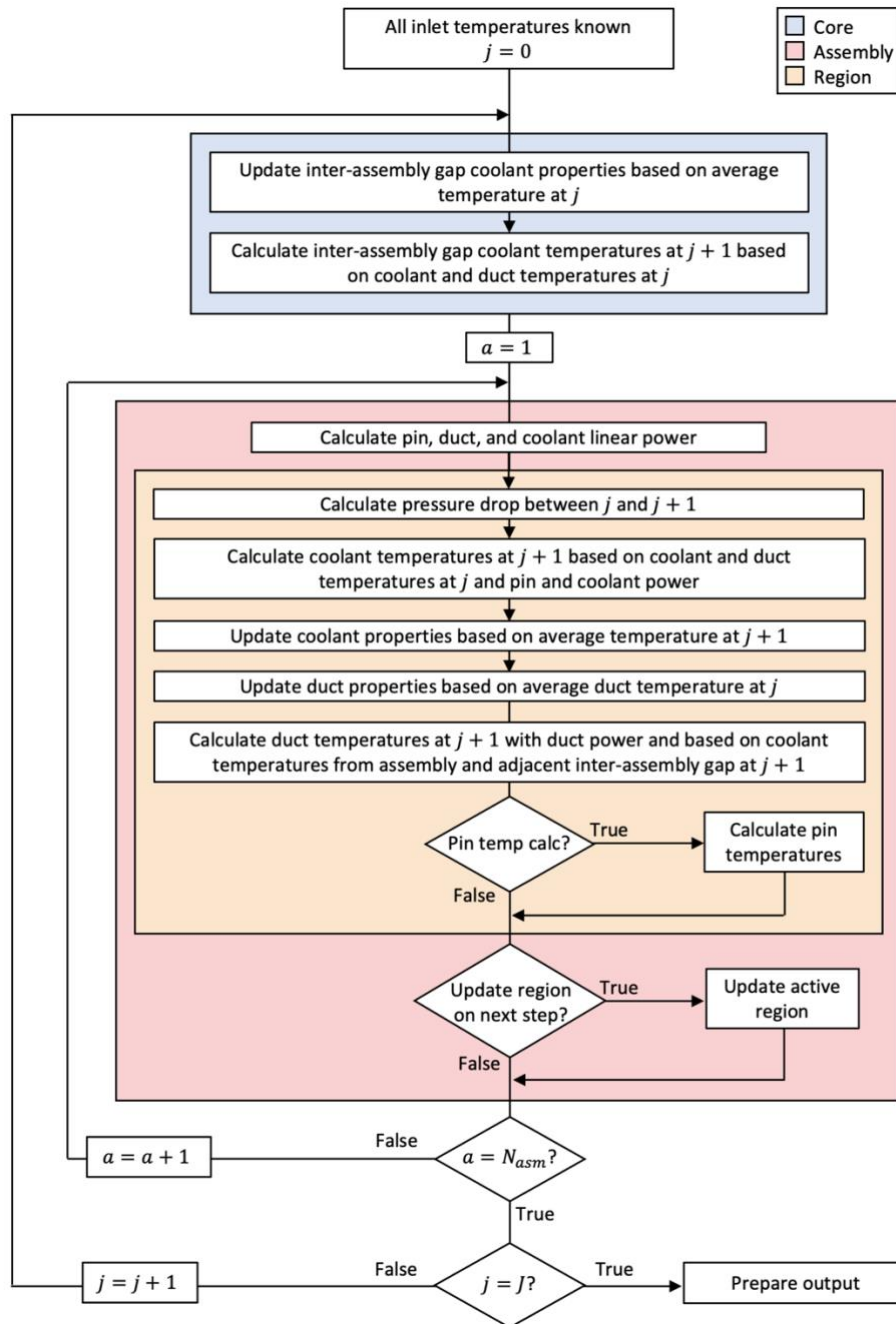 All inlet temperatures known
j = 0
Core
Assembly
Region
Update inter-assembly gap coolant properties based on average
temperature at j
Calculate inter-assembly gap coolant temperatures at j + 1 based
on coolant and duct temperatures at j
a = 1
Calculate pin, duct, and coolant linear power
Calculate pressure drop between j and j + 1
Calculate coolant temperatures at j + 1 based on coolant and duct
temperatures at j and pin and coolant power
Update coolant properties based on average temperature at j + 1
Update duct properties based on average duct temperature at j
Calculate duct temperatures at j + 1 with duct power and based on coolant
temperatures from assembly and adjacent inter-assembly gap at j + 1
Pin temp calc?
True
Calculate pin
temperatures
False
Update region
on next step?
True
Update active
region
False
a = a + 1
False
a = N_asm?
True
j = j + 1
False
j = J?
True
Prepare output